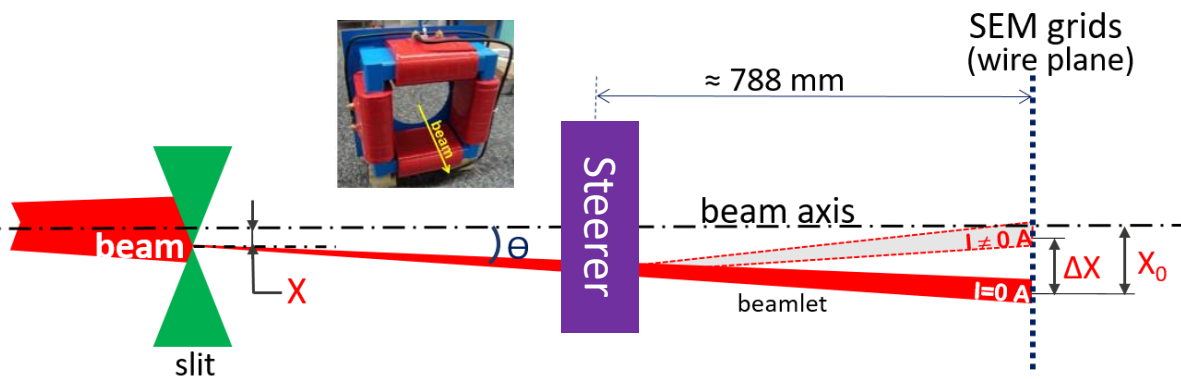 SEM grids
(wire plane)
≈ 788 mm
beam
Steerer
beam axis
beam
Θ
I ≠ 0 A
X
ΔX
X₀
I=0 A
beamlet
slit